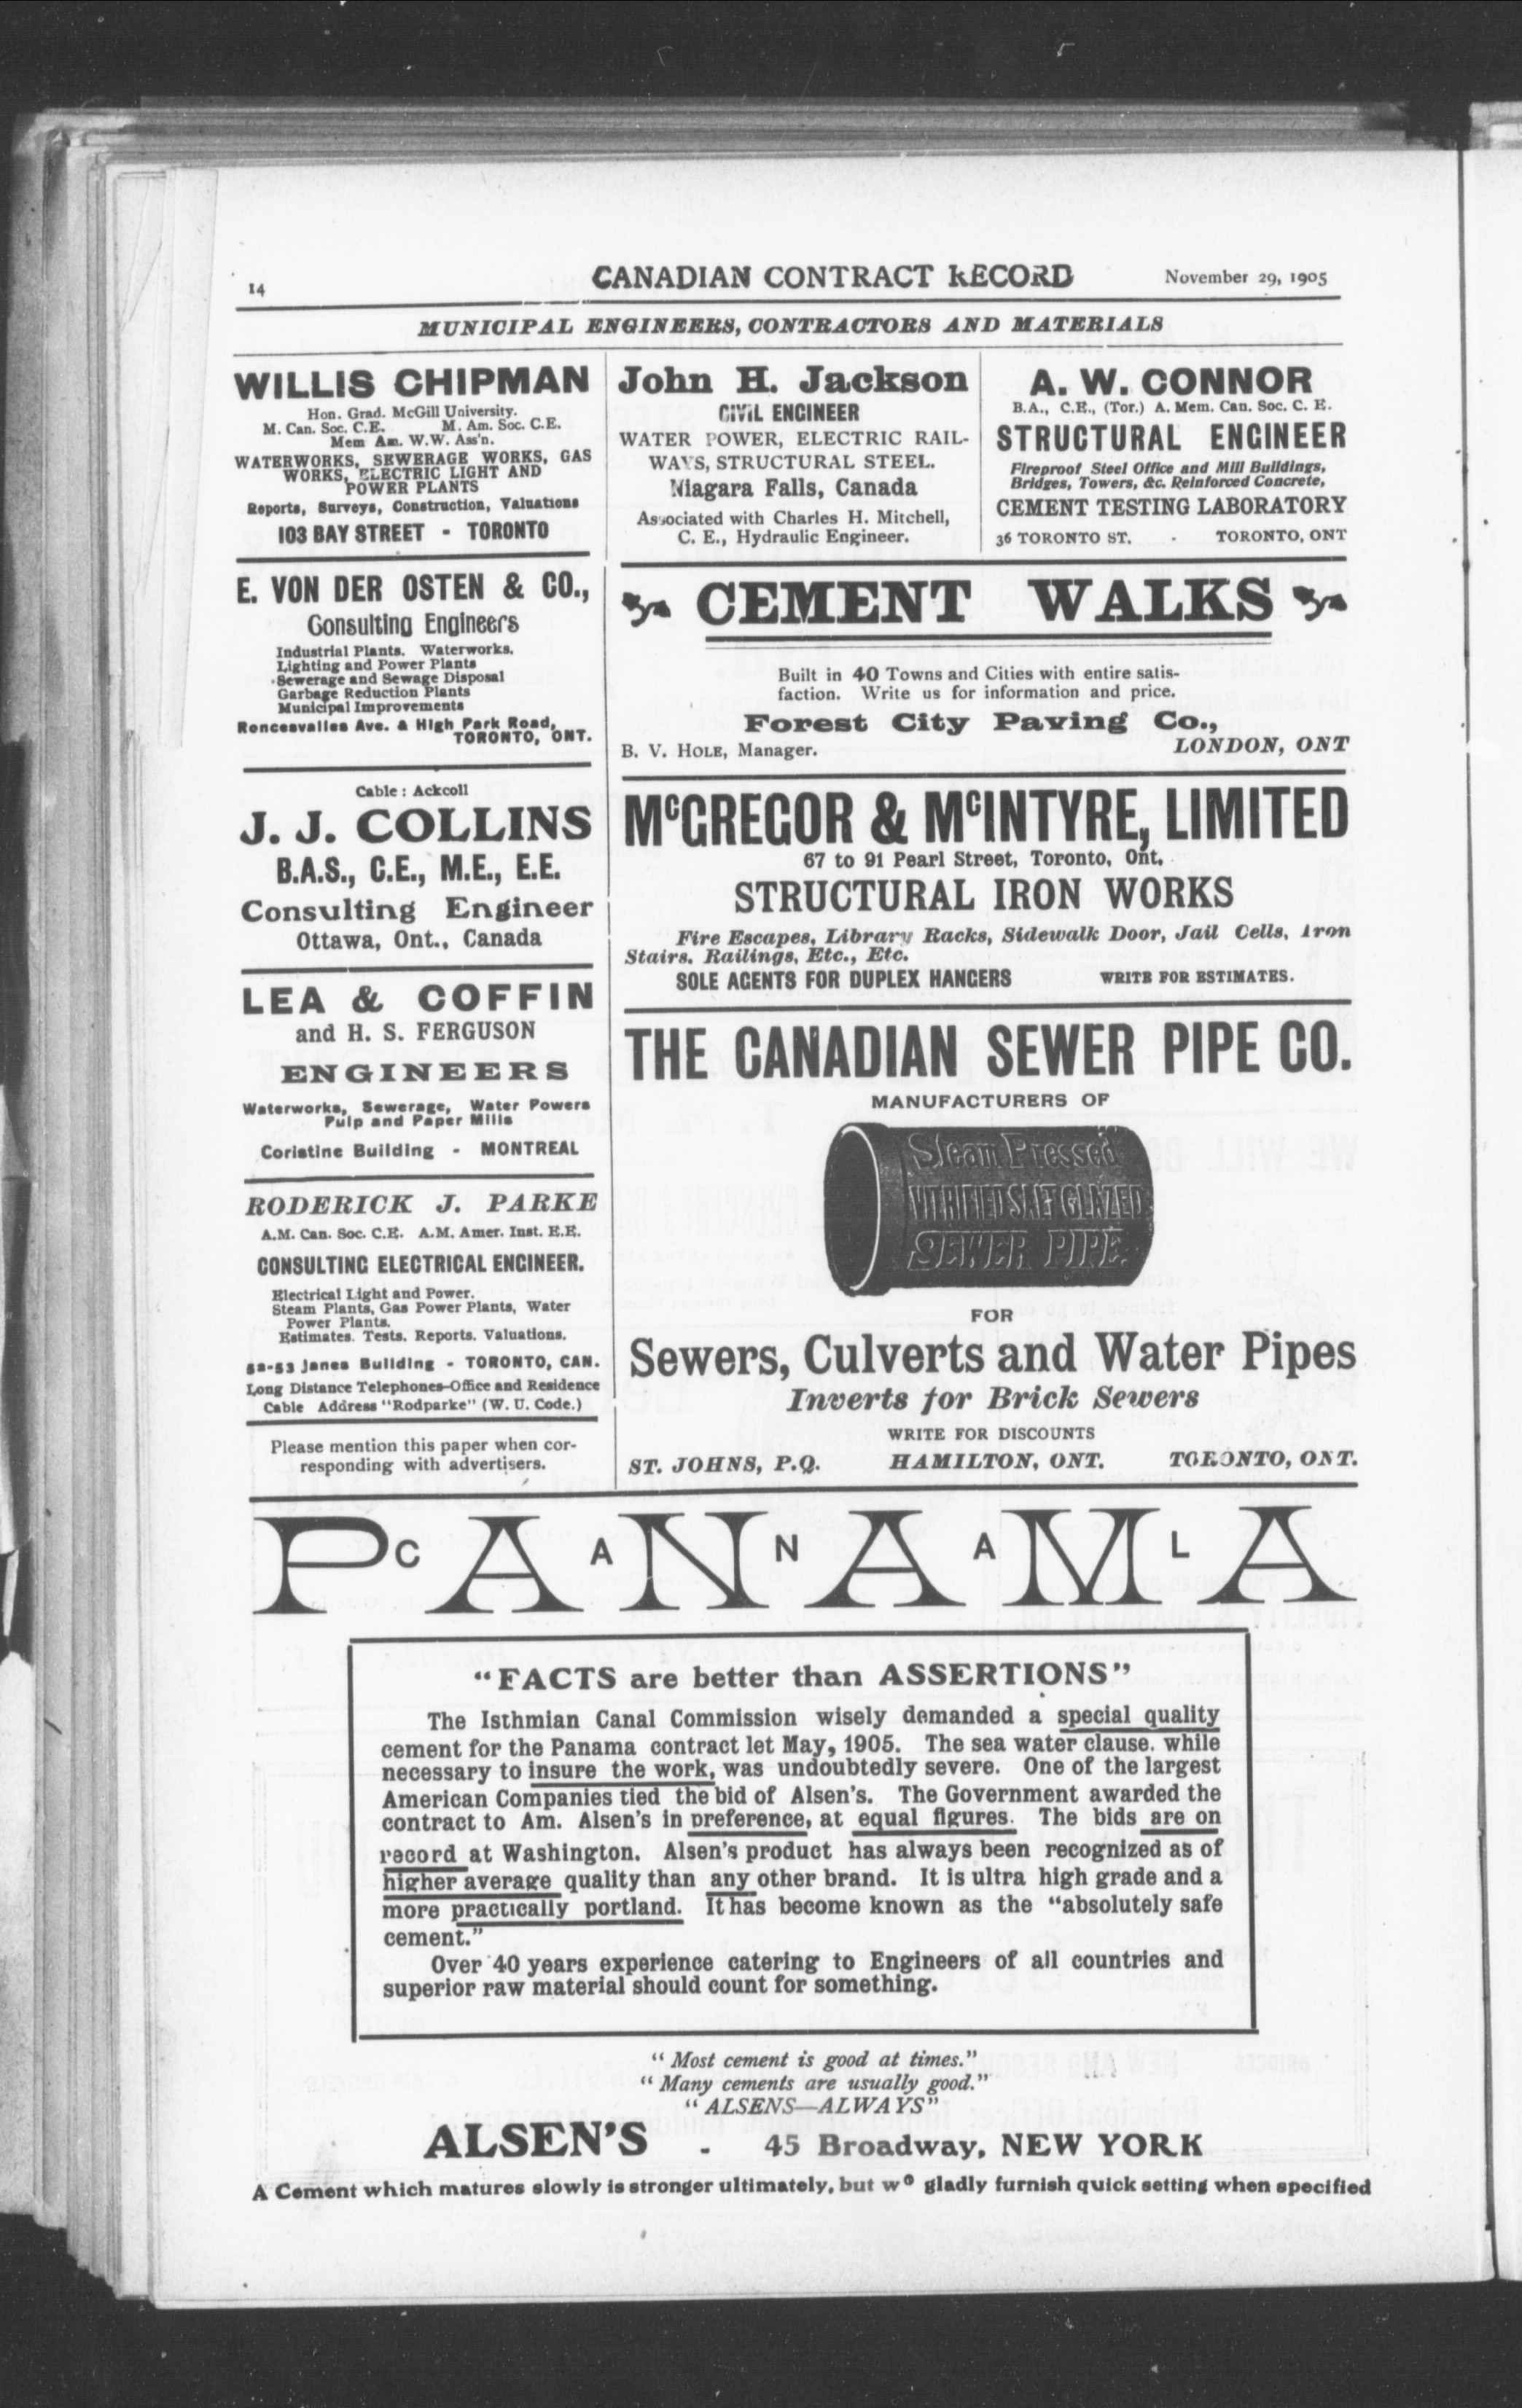 14
CANADIAN CONTRACT RECORD
November 29, 1905
MUNICIPAL ENGINEERS, CONTRACTORS AND MATERIALS
WILLIS CHIPMAN
Hon. Grad. McGill University.
M. Can. Soc. C.E. M. Am. Soc. C.E.
Mem Am. W.W. Ass'n.
WATERWORKS, SEWERAGE WORKS, GAS
WORKS, ELECTRIC LIGHT AND
POWER PLANTS
Reports, Surveys, Construction, Valuations
103 BAY STREET - TORONTO
John H. Jackson
CIVIL ENGINEER
WATER POWER, ELECTRIC RAIL-
WAYS, STRUCTURAL STEEL.
Niagara Falls, Canada
Associated with Charles H. Mitchell,
C. E., Hydraulic Engineer.
A. W. CONNOR
B.A., C.E., (Tor.) A. Mem. Can. Soc. C. E.
STRUCTURAL ENGINEER
Fireproof Steel Office and Mill Buildings,
Bridges, Towers, &c. Reinforced Concrete,
CEMENT TESTING LABORATORY
36 TORONTO ST. - TORONTO, ONT
E. VON DER OSTEN & CO.,
Consulting Engineers
Industrial Plants. Waterworks.
Lighting and Power Plants
Sewerage and Sewage Disposal
Garbage Reduction Plants
Municipal Improvements
Roncesvalles Ave. & High Park Road,
TORONTO, ONT.
Cable : Ackcoll
J. J. COLLINS
B.A.S., C.E., M.E., E.E.
Consulting Engineer
Ottawa, Ont., Canada
LEA & COFFIN
and H. S. FERGUSON
ENGINEERS
Waterworks, Sewerage, Water Powers
Pulp and Paper Mills
Coristine Building - MONTREAL
RODERICK J. PARKE
A.M. Can. Soc. C.E. A.M. Amer. Inst. E.E.
CONSULTING ELECTRICAL ENGINEER.
Electrical Light and Power.
Steam Plants, Gas Power Plants, Water
Power Plants.
Estimates. Tests. Reports. Valuations.
52-53 Janes Building - TORONTO, CAN.
Long Distance Telephones-Office and Residence
Cable Address "Rodparke" (W. U. Code.)
Please mention this paper when cor-
responding with advertisers.
CEMENT WALKS
Built in 40 Towns and Cities with entire satis-
faction. Write us for information and price.
Forest City Paving Co.,
B. V. HOLE, Manager. LONDON, ONT
McGREGOR & McINTYRE, LIMITED
67 to 91 Pearl Street, Toronto, Ont.
STRUCTURAL IRON WORKS
Fire Escapes, Library Racks, Sidewalk Door, Jail Cells, Iron
Stairs. Railings, Etc., Etc.
SOLE AGENTS FOR DUPLEX HANGERS WRITE FOR ESTIMATES.
THE CANADIAN SEWER PIPE CO.
MANUFACTURERS OF
Steam Pressed
VITRIFIED SALT GLAZED
SEWER PIPE.
FOR
Sewers, Culverts and Water Pipes
Inverts for Brick Sewers
WRITE FOR DISCOUNTS
ST. JOHNS, P.Q. HAMILTON, ONT. TORONTO, ONT.
PANAMA
CANAL
"FACTS are better than ASSERTIONS"
The Isthmian Canal Commission wisely demanded a special quality
cement for the Panama contract let May, 1905. The sea water clause. while
necessary to insure the work, was undoubtedly severe. One of the largest
American Companies tied the bid of Alsen's. The Government awarded the
contract to Am. Alsen's in preference, at equal figures. The bids are on
record at Washington. Alsen's product has always been recognized as of
higher average quality than any other brand. It is ultra high grade and a
more practically portland. It has become known as the "absolutely safe
cement."
Over 40 years experience catering to Engineers of all countries and
superior raw material should count for something.
"Most cement is good at times."
"Many cements are usually good."
"ALSENS—ALWAYS"
ALSEN'S - 45 Broadway, NEW YORK
A Cement which matures slowly is stronger ultimately, but we gladly furnish quick setting when specified